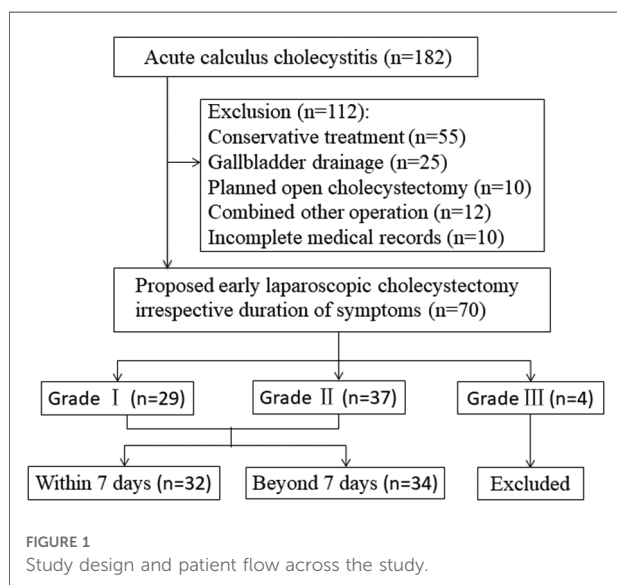 Acute calculus cholecystitis (n=182)
Exclusion (n=112):
Conservative treatment (n=55)
Gallbladder drainage (n=25)
Planned open cholecystectomy (n=10)
Combined other operation (n=12)
Incomplete medical records (n=10)
Proposed early laparoscopic cholecystectomy
irrespective duration of symptoms (n=70)
Grade Ⅰ (n=29)
Grade Ⅱ (n=37)
Grade Ⅲ (n=4)
Within 7 days (n=32)
Beyond 7 days (n=34)
Excluded
FIGURE 1
Study design and patient flow across the study.